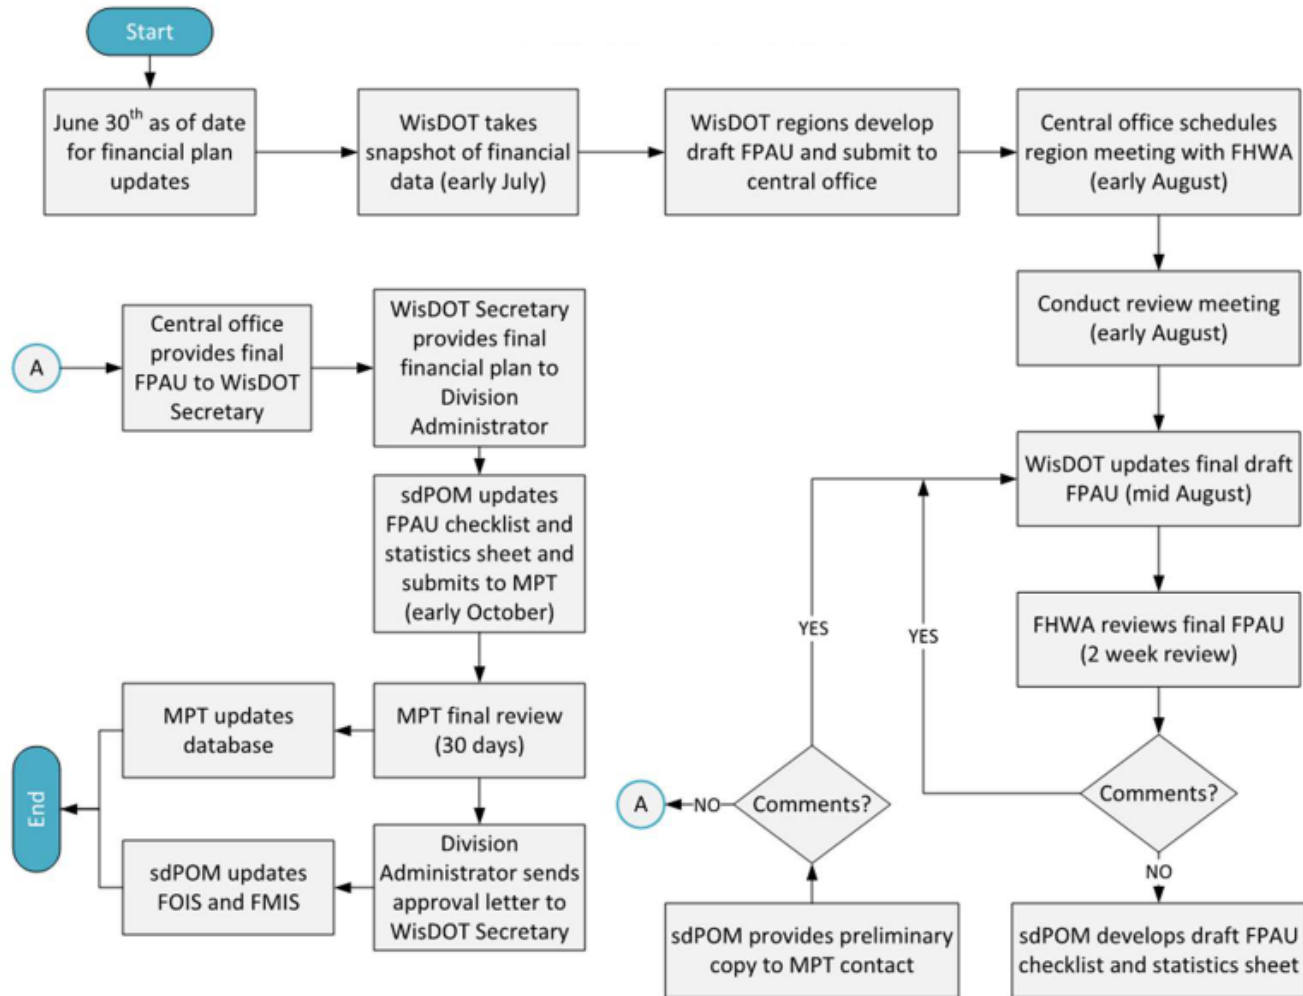 Start
June 30th as of date
for financial plan
updates
WisDOT takes
snapshot of financial
data (early July)
WisDOT regions develop
draft FPAU and submit to
central office
Central office schedules
region meeting with FHWA
(early August)
Conduct review meeting
(early August)
WisDOT updates final draft
FPAU (mid August)
FHWA reviews final FPAU
(2 week review)
Comments?
YES
NO
sdPOM develops draft FPAU
checklist and statistics sheet
sdPOM provides preliminary
copy to MPT contact
Comments?
YES
NO
A
A
Central office
provides final
FPAU to WisDOT
Secretary
WisDOT Secretary
provides final
financial plan to
Division
Administrator
sdPOM updates
FPAU checklist and
statistics sheet and
submits to MPT
(early October)
MPT final review
(30 days)
MPT updates
database
Division
Administrator sends
approval letter to
WisDOT Secretary
sdPOM updates
FOIS and FMIS
End